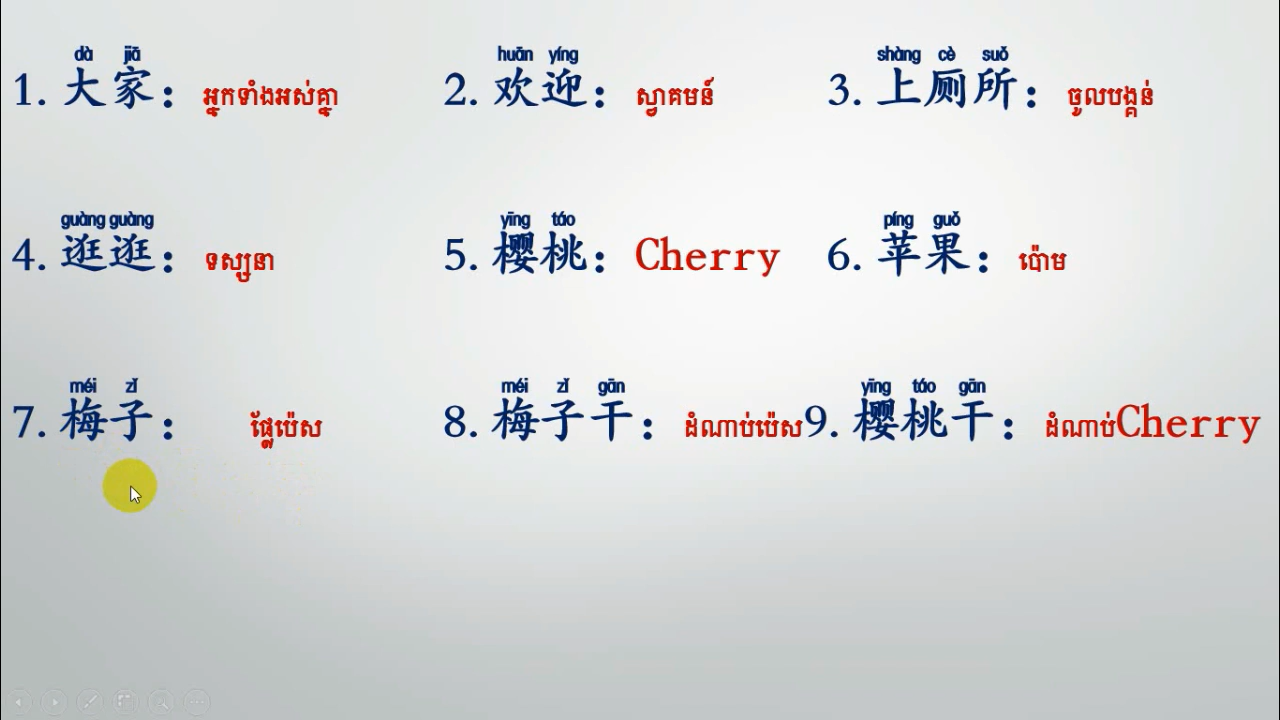 dà jiā huān yíng shàng cè suǒ
1. 大家：អ្នកទាំងអស់គ្នា 2. 欢迎：ស្វាគមន៍ 3. 上厕所：ចូលបង្គន់
guàng guàng yīng táo píng guǒ
4. 逛逛：ទស្សនា 5. 樱桃：Cherry 6. 苹果：ប៉ោម
méi zǐ méi zǐ gān yīng táo gān
7. 梅子：ផ្លែប៉េស 8. 梅子干：ដំណាប់ប៉េស 9. 樱桃干：ដំណាប់Cherry